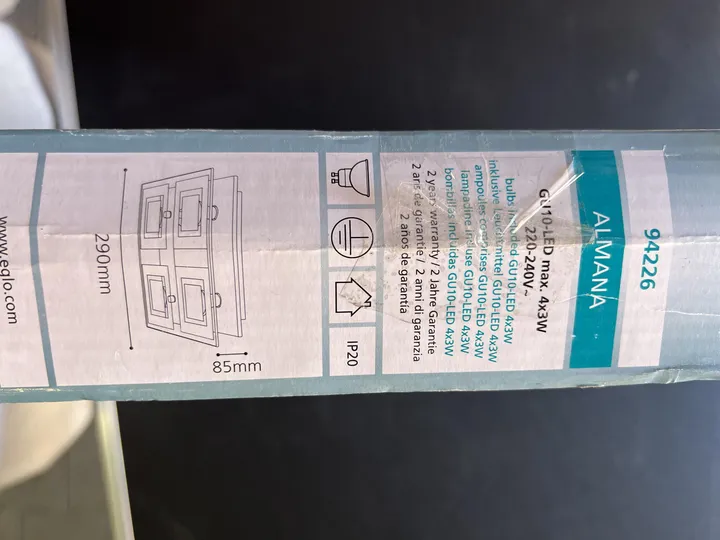 94226
ALMANA
GU10-LED max. 4x3W
220-240V~
bulbs included GU10-LED 4x3W
inklusive Leuchtmittel GU10-LED 4x3W
ampoules comprises GU10-LED 4x3W
lampadine incluse GU10-LED 4x3W
bombillas incluidas GU10-LED 4x3W
2 years warranty / 2 Jahre Garantie
2 ans de garantie / 2 anni di garanzia
2 años de garantía
IP20
290mm
85mm
www.eglo.com